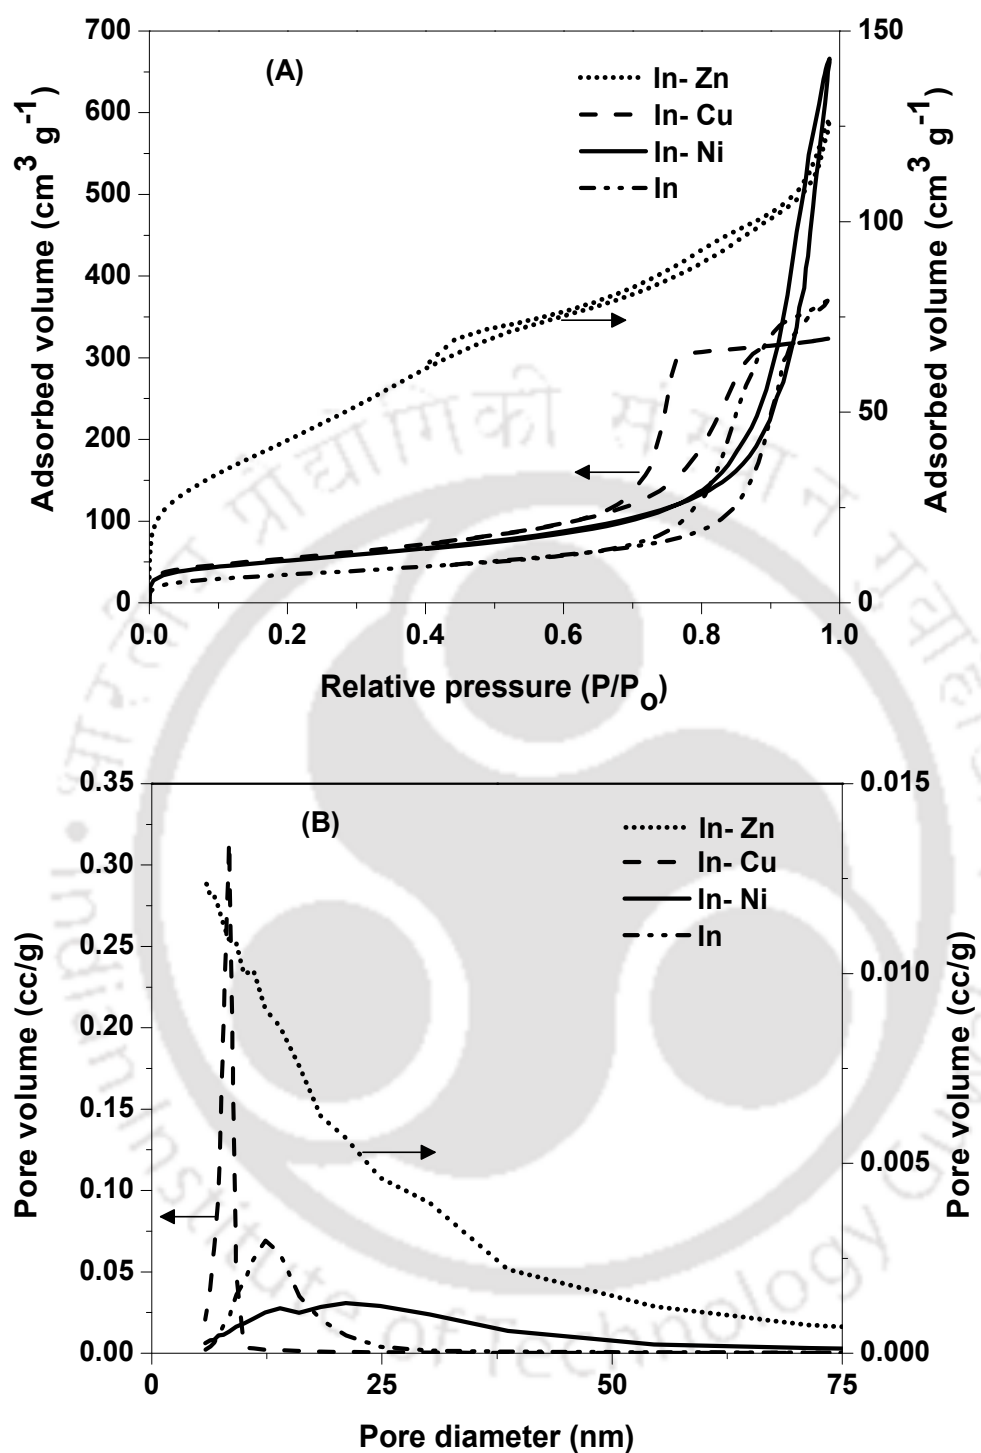 (A)
In- Zn
In- Cu
In- Ni
In
700
600
500
400
300
200
100
0
150
100
50
0
0.0 0.2 0.4 0.6 0.8 1.0
Adsorbed volume (cm3 g-1)
Adsorbed volume (cm3 g-1)
Relative pressure (P/Po)
(B)
In- Zn
In- Cu
In- Ni
In
0.35
0.30
0.25
0.20
0.15
0.10
0.05
0.00
0.015
0.010
0.005
0.000
0 25 50 75
Pore volume (cc/g)
Pore volume (cc/g)
Pore diameter (nm)
Indian Institute of Technology